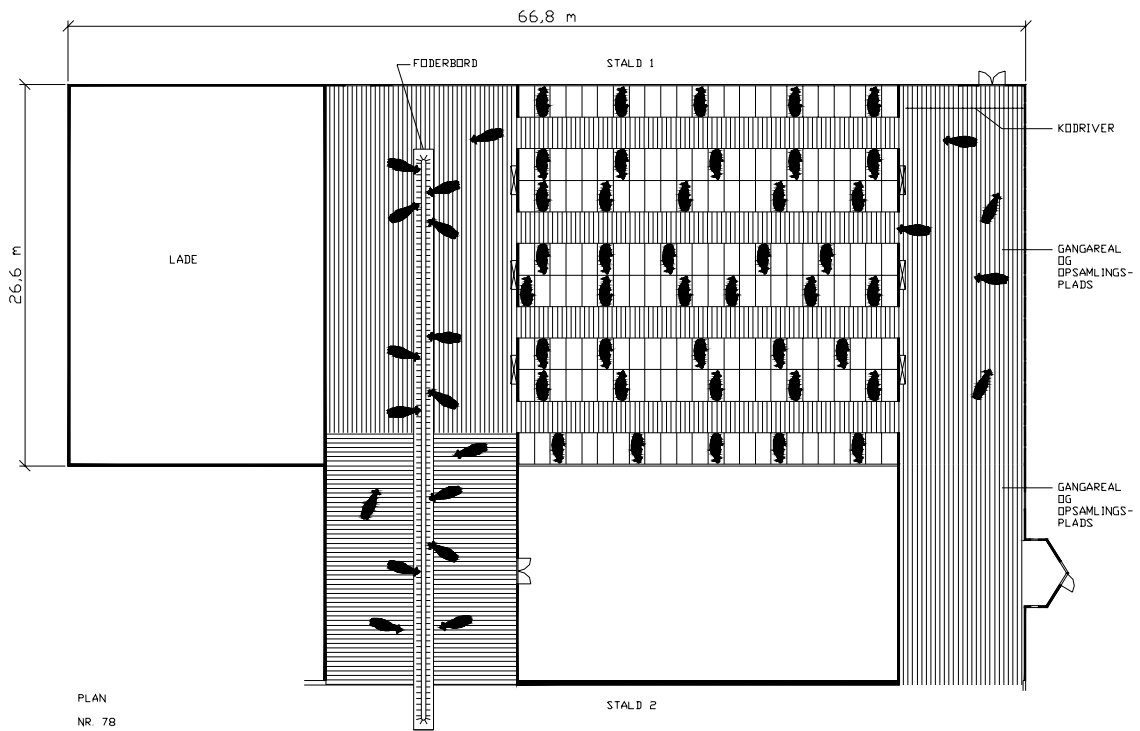 66,8 m
FODERBORD
STALD 1
KODRIVER
26,6 m
LADE
GANGAREAL
OG
OPSAMLINGS-
PLADS
GANGAREAL
OG
OPSAMLINGS-
PLADS
PLAN
NR. 78
STALD 2